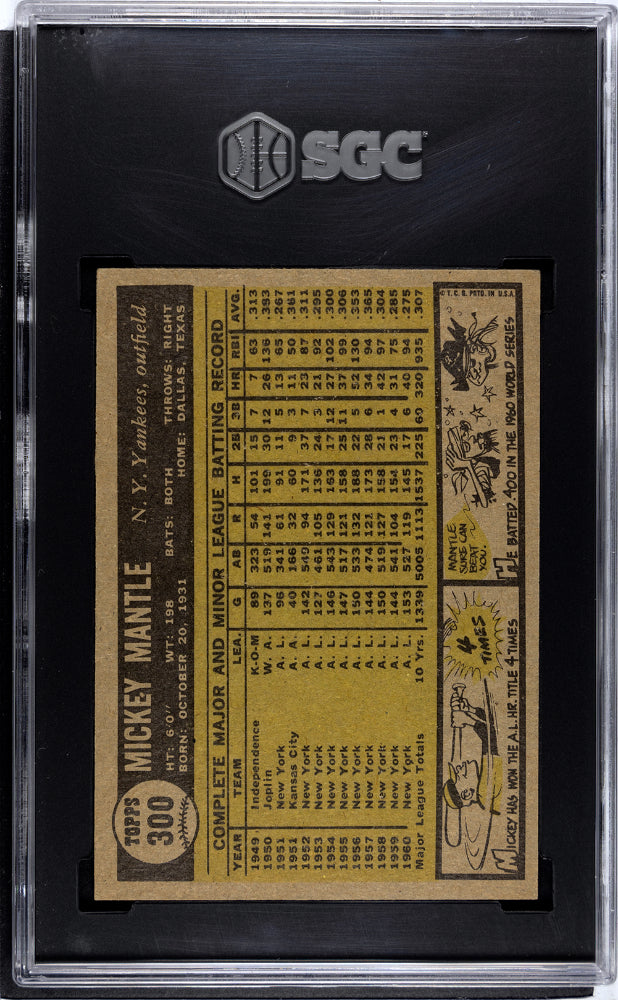 SGC
TOPPS
300
MICKEY MANTLE N. Y. Yankees, outfield
HT: 6'0" WT: 198 BATS: BOTH THROWS: RIGHT
BORN: OCTOBER 20, 1931 HOME: DALLAS, TEXAS
COMPLETE MAJOR AND MINOR LEAGUE BATTING RECORD
YEAR TEAM LEA. G AB R H 2B 3B HR RBI AVG.
1949 Independence K-O-M 89 323 54 101 15 7 7 63 .313
1950 Joplin W. A. 137 519 141 199 30 12 26 136 .383
1951 New York A. L. 96 341 61 91 11 5 13 65 .267
1951 Kansas City A. A. 40 166 32 60 9 3 11 50 .361
1952 New York A. L. 142 549 94 171 37 7 23 87 .311
1953 New York A. L. 127 461 105 136 24 3 21 92 .295
1954 New York A. L. 146 543 129 163 17 12 27 102 .300
1955 New York A. L. 147 517 121 158 25 11 37 99 .306
1956 New York A. L. 150 533 132 188 22 5 52 130 .353
1957 New York A. L. 144 474 121 173 28 6 34 94 .365
1958 New York A. L. 150 519 127 158 21 1 42 97 .304
1959 New York A. L. 144 541 104 154 23 4 31 75 .285
1960 New York A. L. 153 527 119 145 17 6 40 94 .275
Major League Totals 10 Yrs. 1339 5005 1113 1537 225 60 320 935 .307
4 TIMES
MICKEY HAS WON THE A.L. HR. TITLE 4 TIMES
MANTLE
SURE CAN
BEAT
YOU.
HE BATTED .400 IN THE 1960 WORLD SERIES
© T. C. G. PRTD. IN U.S.A.